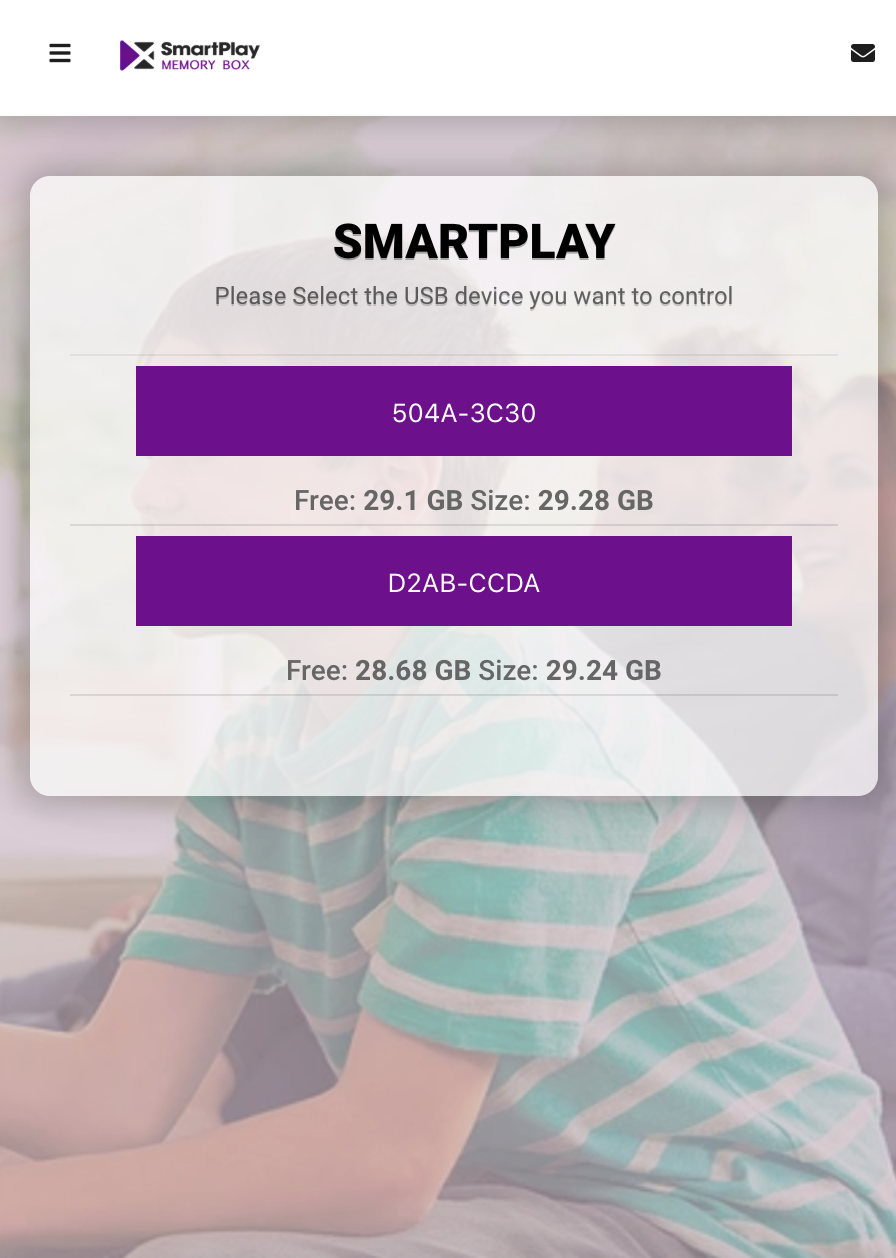 SmartPlay
MEMORY BOX
SMARTPLAY
Please Select the USB device you want to control
504A-3C30
Free: 29.1 GB Size: 29.28 GB
D2AB-CCDA
Free: 28.68 GB Size: 29.24 GB